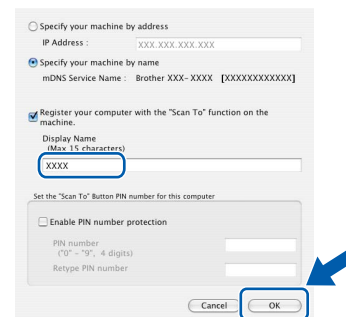 Specify your machine by address
IP Address : XXX.XXX.XXX.XXX
Specify your machine by name
mDNS Service Name : Brother XXX-XXXX [XXXXXXXXXXXX]
Register your computer with the "Scan To" function on the
machine.
Display Name
(Max 15 characters)
XXXX
Set the "Scan To" Button PIN number for this computer
Enable PIN number protection
PIN number
("0" - "9", 4 digits)
Retype PIN number
Cancel OK